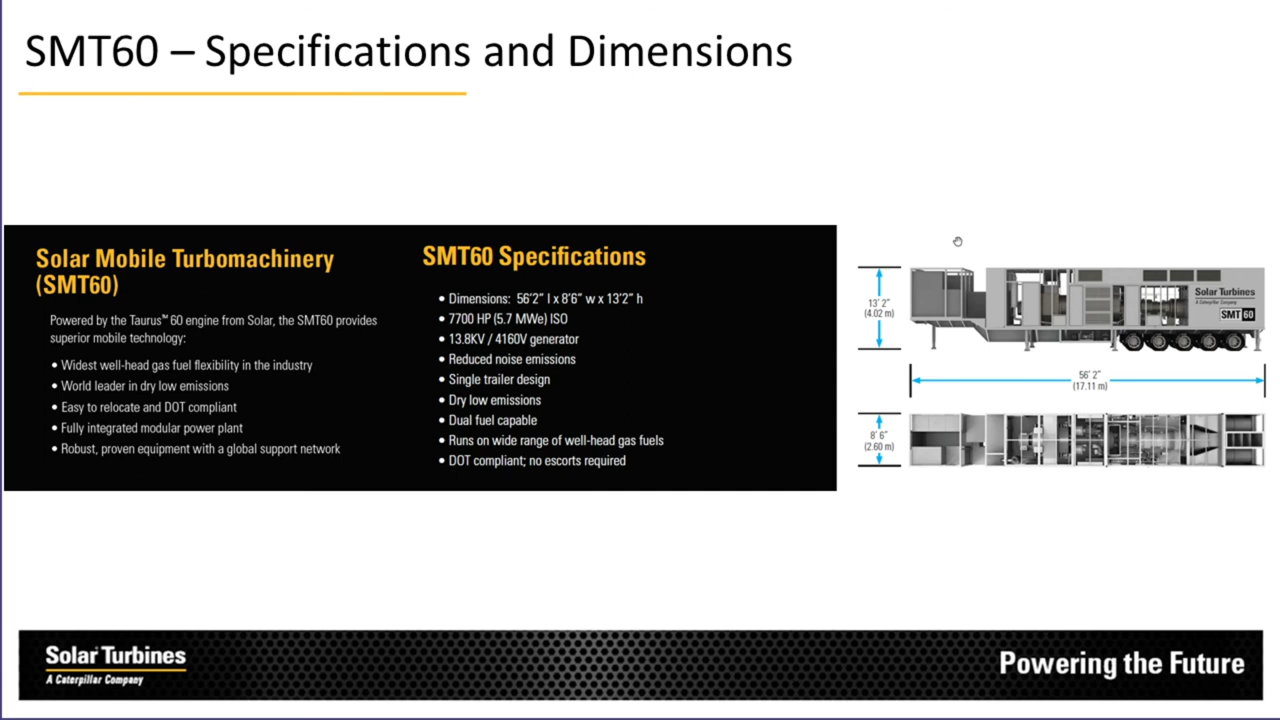 SMT60 – Specifications and Dimensions
Solar Mobile Turbomachinery
(SMT60)
Powered by the Taurus™ 60 engine from Solar, the SMT60 provides
superior mobile technology:
• Widest well-head gas fuel flexibility in the industry
• World leader in dry low emissions
• Easy to relocate and DOT compliant
• Fully integrated modular power plant
• Robust, proven equipment with a global support network
SMT60 Specifications
• Dimensions: 56'2" l x 8'6" w x 13'2" h
• 7700 HP (5.7 MWe) ISO
• 13.8KV / 4160V generator
• Reduced noise emissions
• Single trailer design
• Dry low emissions
• Dual fuel capable
• Runs on wide range of well-head gas fuels
• DOT compliant; no escorts required
13' 2"
(4.02 m)
Solar Turbines
A Caterpillar Company
SMT 60
56' 2"
(17.11 m)
8' 6"
(2.60 m)
Solar Turbines
A Caterpillar Company
Powering the Future